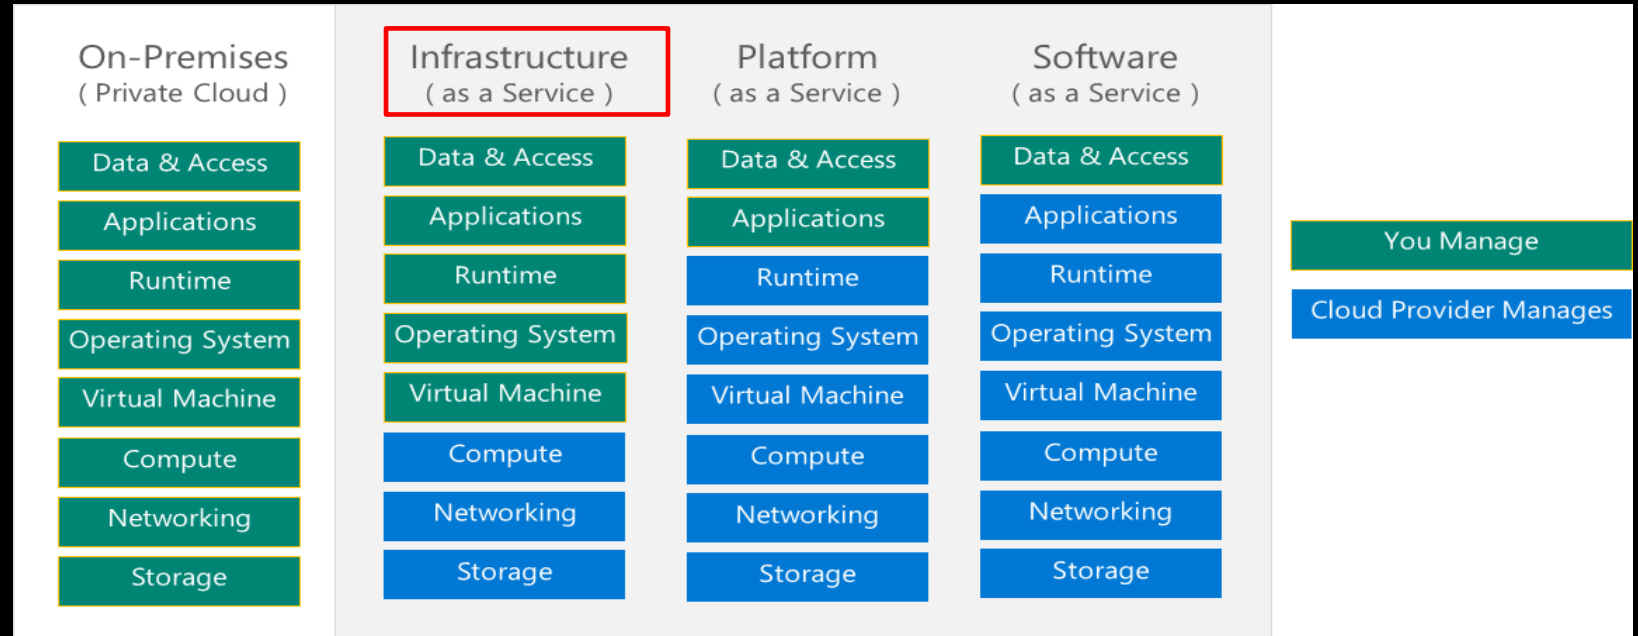 On-Premises
( Private Cloud )
Data & Access
Applications
Runtime
Operating System
Virtual Machine
Compute
Networking
Storage
Infrastructure
( as a Service )
Data & Access
Applications
Runtime
Operating System
Virtual Machine
Compute
Networking
Storage
Platform
( as a Service )
Data & Access
Applications
Runtime
Operating System
Virtual Machine
Compute
Networking
Storage
Software
( as a Service )
Data & Access
Applications
Runtime
Operating System
Virtual Machine
Compute
Networking
Storage
You Manage
Cloud Provider Manages